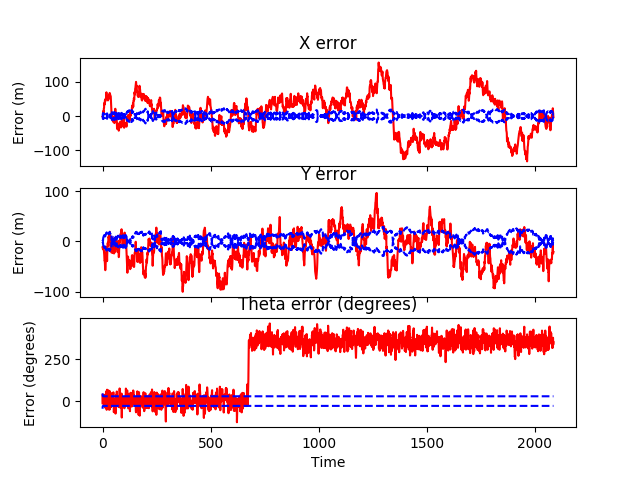 X error
Error (m)
100
0
−100
Y error
Error (m)
100
0
−100
Theta error (degrees)
Error (degrees)
250
0
0
500
1000
1500
2000
Time